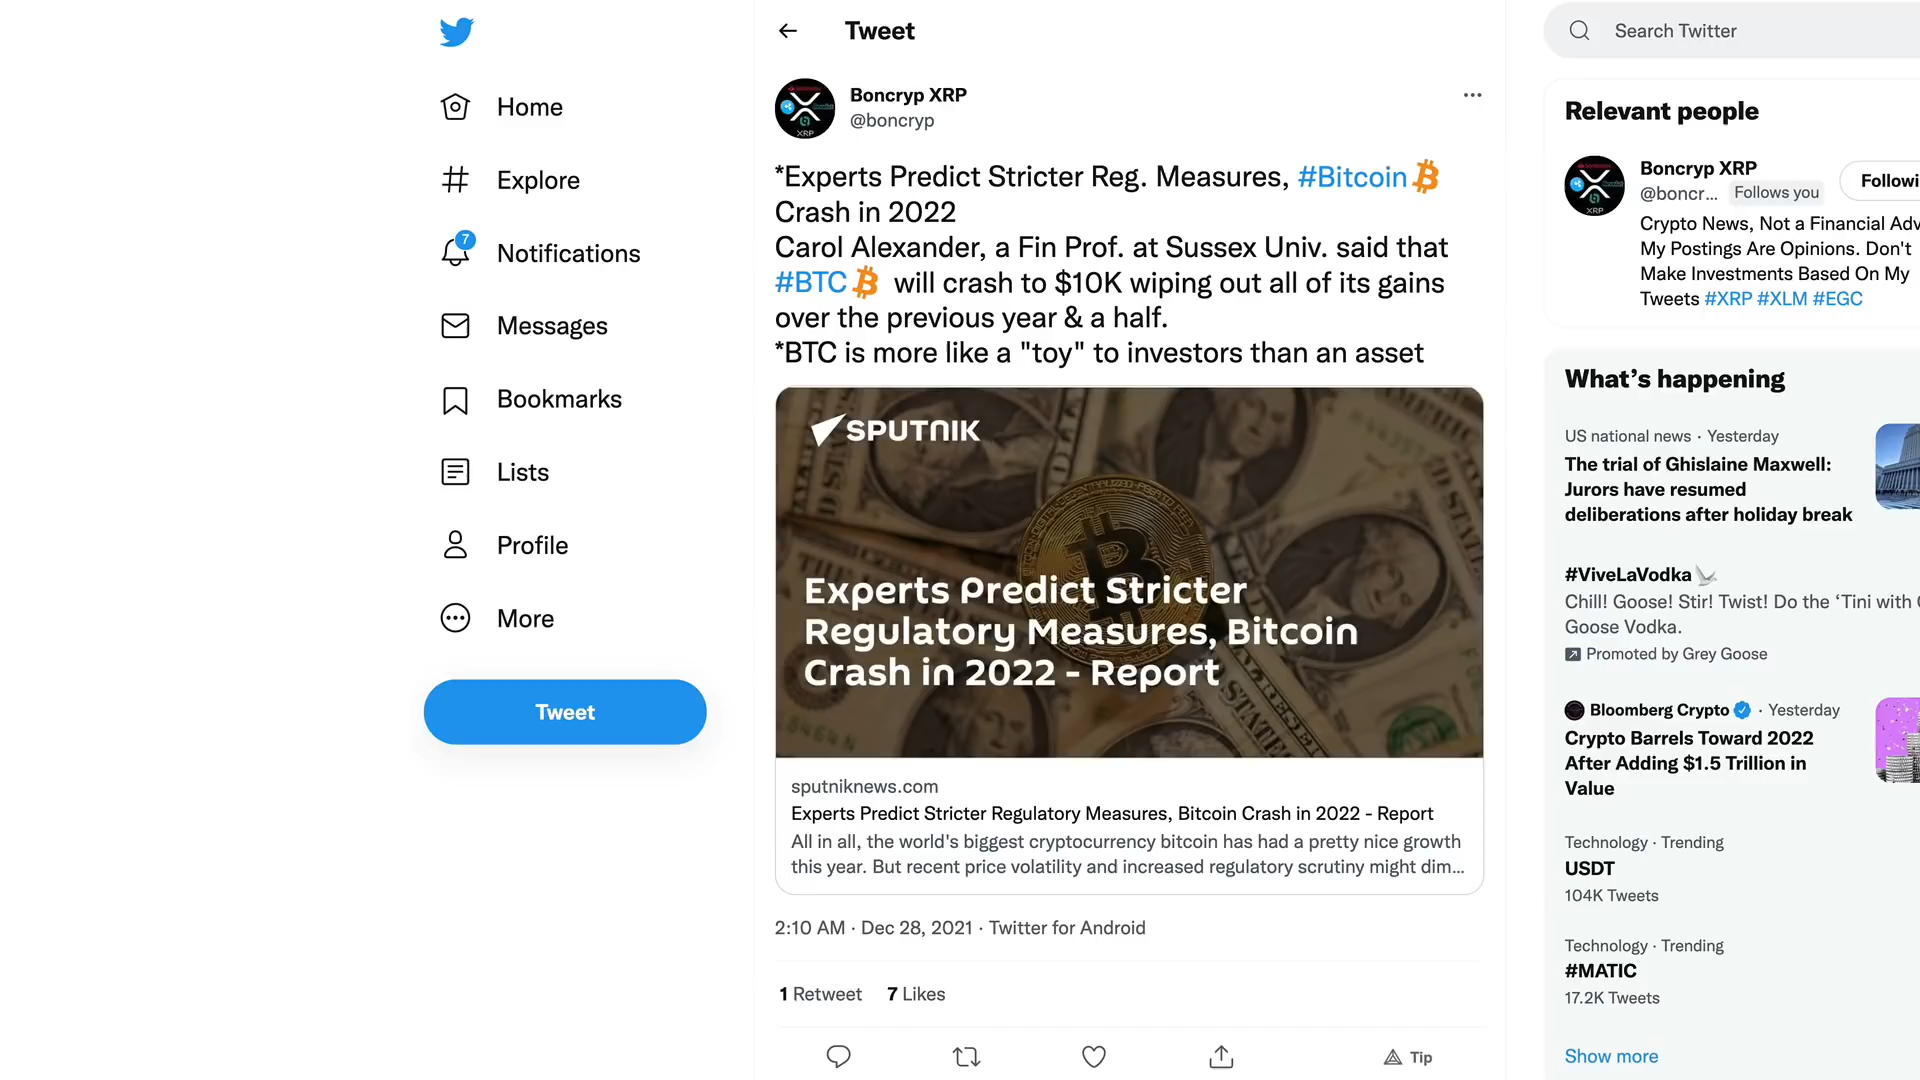 Home
Explore
7
Notifications
Messages
Bookmarks
Lists
Profile
More
Tweet
Tweet
XRP
Boncryp XRP
@boncryp
*Experts Predict Stricter Reg. Measures, #Bitcoin
Crash in 2022
Carol Alexander, a Fin Prof. at Sussex Univ. said that
#BTC will crash to $10K wiping out all of its gains
over the previous year & a half.
*BTC is more like a "toy" to investors than an asset
SPUTNIK
Experts Predict Stricter
Regulatory Measures, Bitcoin
Crash in 2022 - Report
sputniknews.com
Experts Predict Stricter Regulatory Measures, Bitcoin Crash in 2022 - Report
All in all, the world's biggest cryptocurrency bitcoin has had a pretty nice growth
this year. But recent price volatility and increased regulatory scrutiny might dim...
2:10 AM · Dec 28, 2021 · Twitter for Android
1 Retweet 7 Likes
Tip
Search Twitter
Relevant people
XRP
Boncryp XRP
@boncr... Follows you
Followi
Crypto News, Not a Financial Adv
My Postings Are Opinions. Don't
Make Investments Based On My
Tweets #XRP #XLM #EGC
What's happening
US national news · Yesterday
The trial of Ghislaine Maxwell:
Jurors have resumed
deliberations after holiday break
#ViveLaVodka
Chill! Goose! Stir! Twist! Do the ‘Tini with
Goose Vodka.
Promoted by Grey Goose
Bloomberg Crypto · Yesterday
Crypto Barrels Toward 2022
After Adding $1.5 Trillion in
Value
Technology · Trending
USDT
104K Tweets
Technology · Trending
#MATIC
17.2K Tweets
Show more